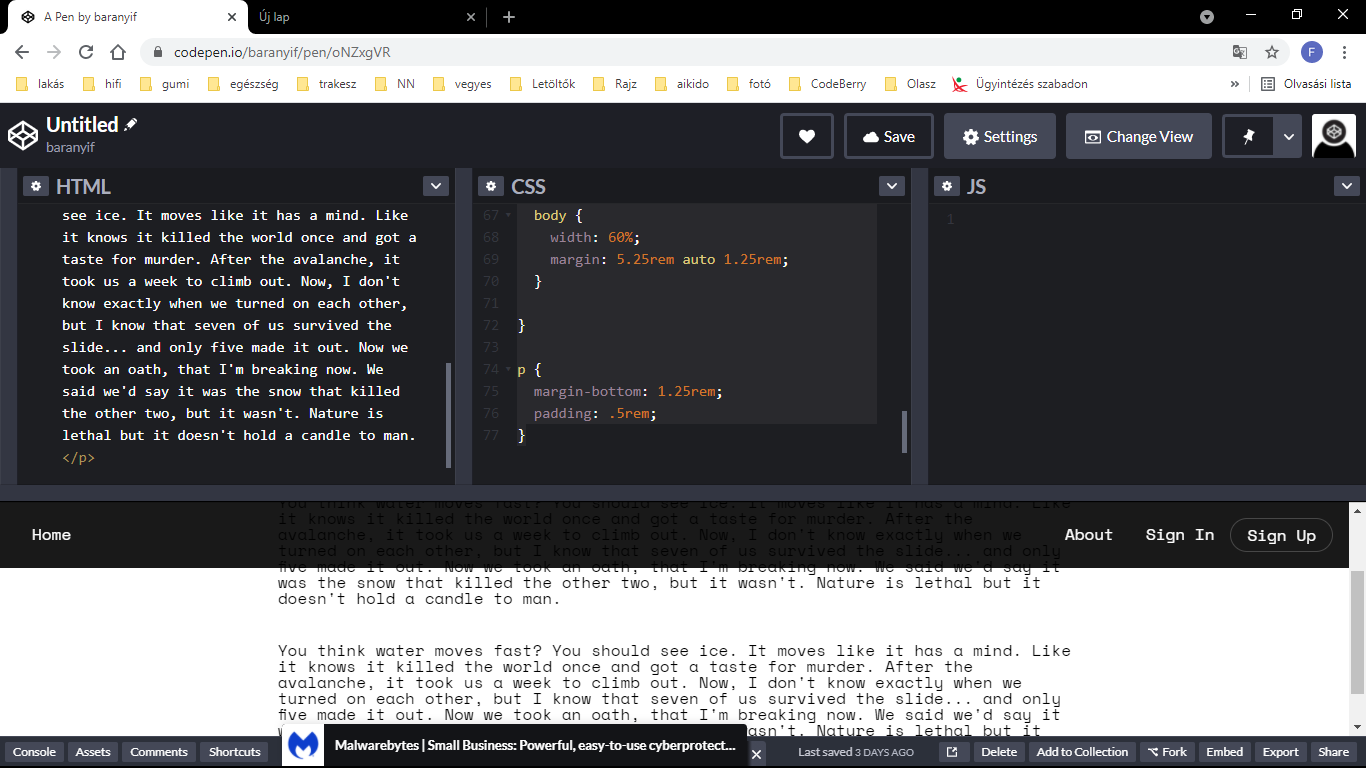 A Pen by baranyif
Új lap
codepen.io/baranyif/pen/oNZxgVR
F
lakás hifi gumi egészség trakesz NN vegyes Letöltők Rajz aikido fotó CodeBerry Olasz Ügyintézés szabadon » Olvasási lista
Untitled
baranyif
Save Settings Change View
HTML
see ice. It moves like it has a mind. Like
it knows it killed the world once and got a
taste for murder. After the avalanche, it
took us a week to climb out. Now, I don't
know exactly when we turned on each other,
but I know that seven of us survived the
slide... and only five made it out. Now we
took an oath, that I'm breaking now. We
said we'd say it was the snow that killed
the other two, but it wasn't. Nature is
lethal but it doesn't hold a candle to man.
</p>
CSS
67 body {
68 width: 60%;
69 margin: 5.25rem auto 1.25rem;
70 }
71
72 }
73
74 p {
75 margin-bottom: 1.25rem;
76 padding: .5rem;
77 }
JS
1
You think water moves fast? You should see ice. It moves like it has a mind. Like
it knows it killed the world once and got a taste for murder. After the
Home About Sign In Sign Up
avalanche, it took us a week to climb out. Now, I don't know exactly when we
turned on each other, but I know that seven of us survived the slide... and only
five made it out. Now we took an oath, that I'm breaking now. We said we'd say it
was the snow that killed the other two, but it wasn't. Nature is lethal but it
doesn't hold a candle to man.
You think water moves fast? You should see ice. It moves like it has a mind. Like
it knows it killed the world once and got a taste for murder. After the
avalanche, it took us a week to climb out. Now, I don't know exactly when we
turned on each other, but I know that seven of us survived the slide... and only
five made it out. Now we took an oath, that I'm breaking now. We said we'd say it
wasn't. Nature is lethal but it
Console Assets Comments Shortcuts
Malwarebytes | Small Business: Powerful, easy-to-use cyberprotect...
Last saved 3 DAYS AGO Delete Add to Collection Fork Embed Export Share